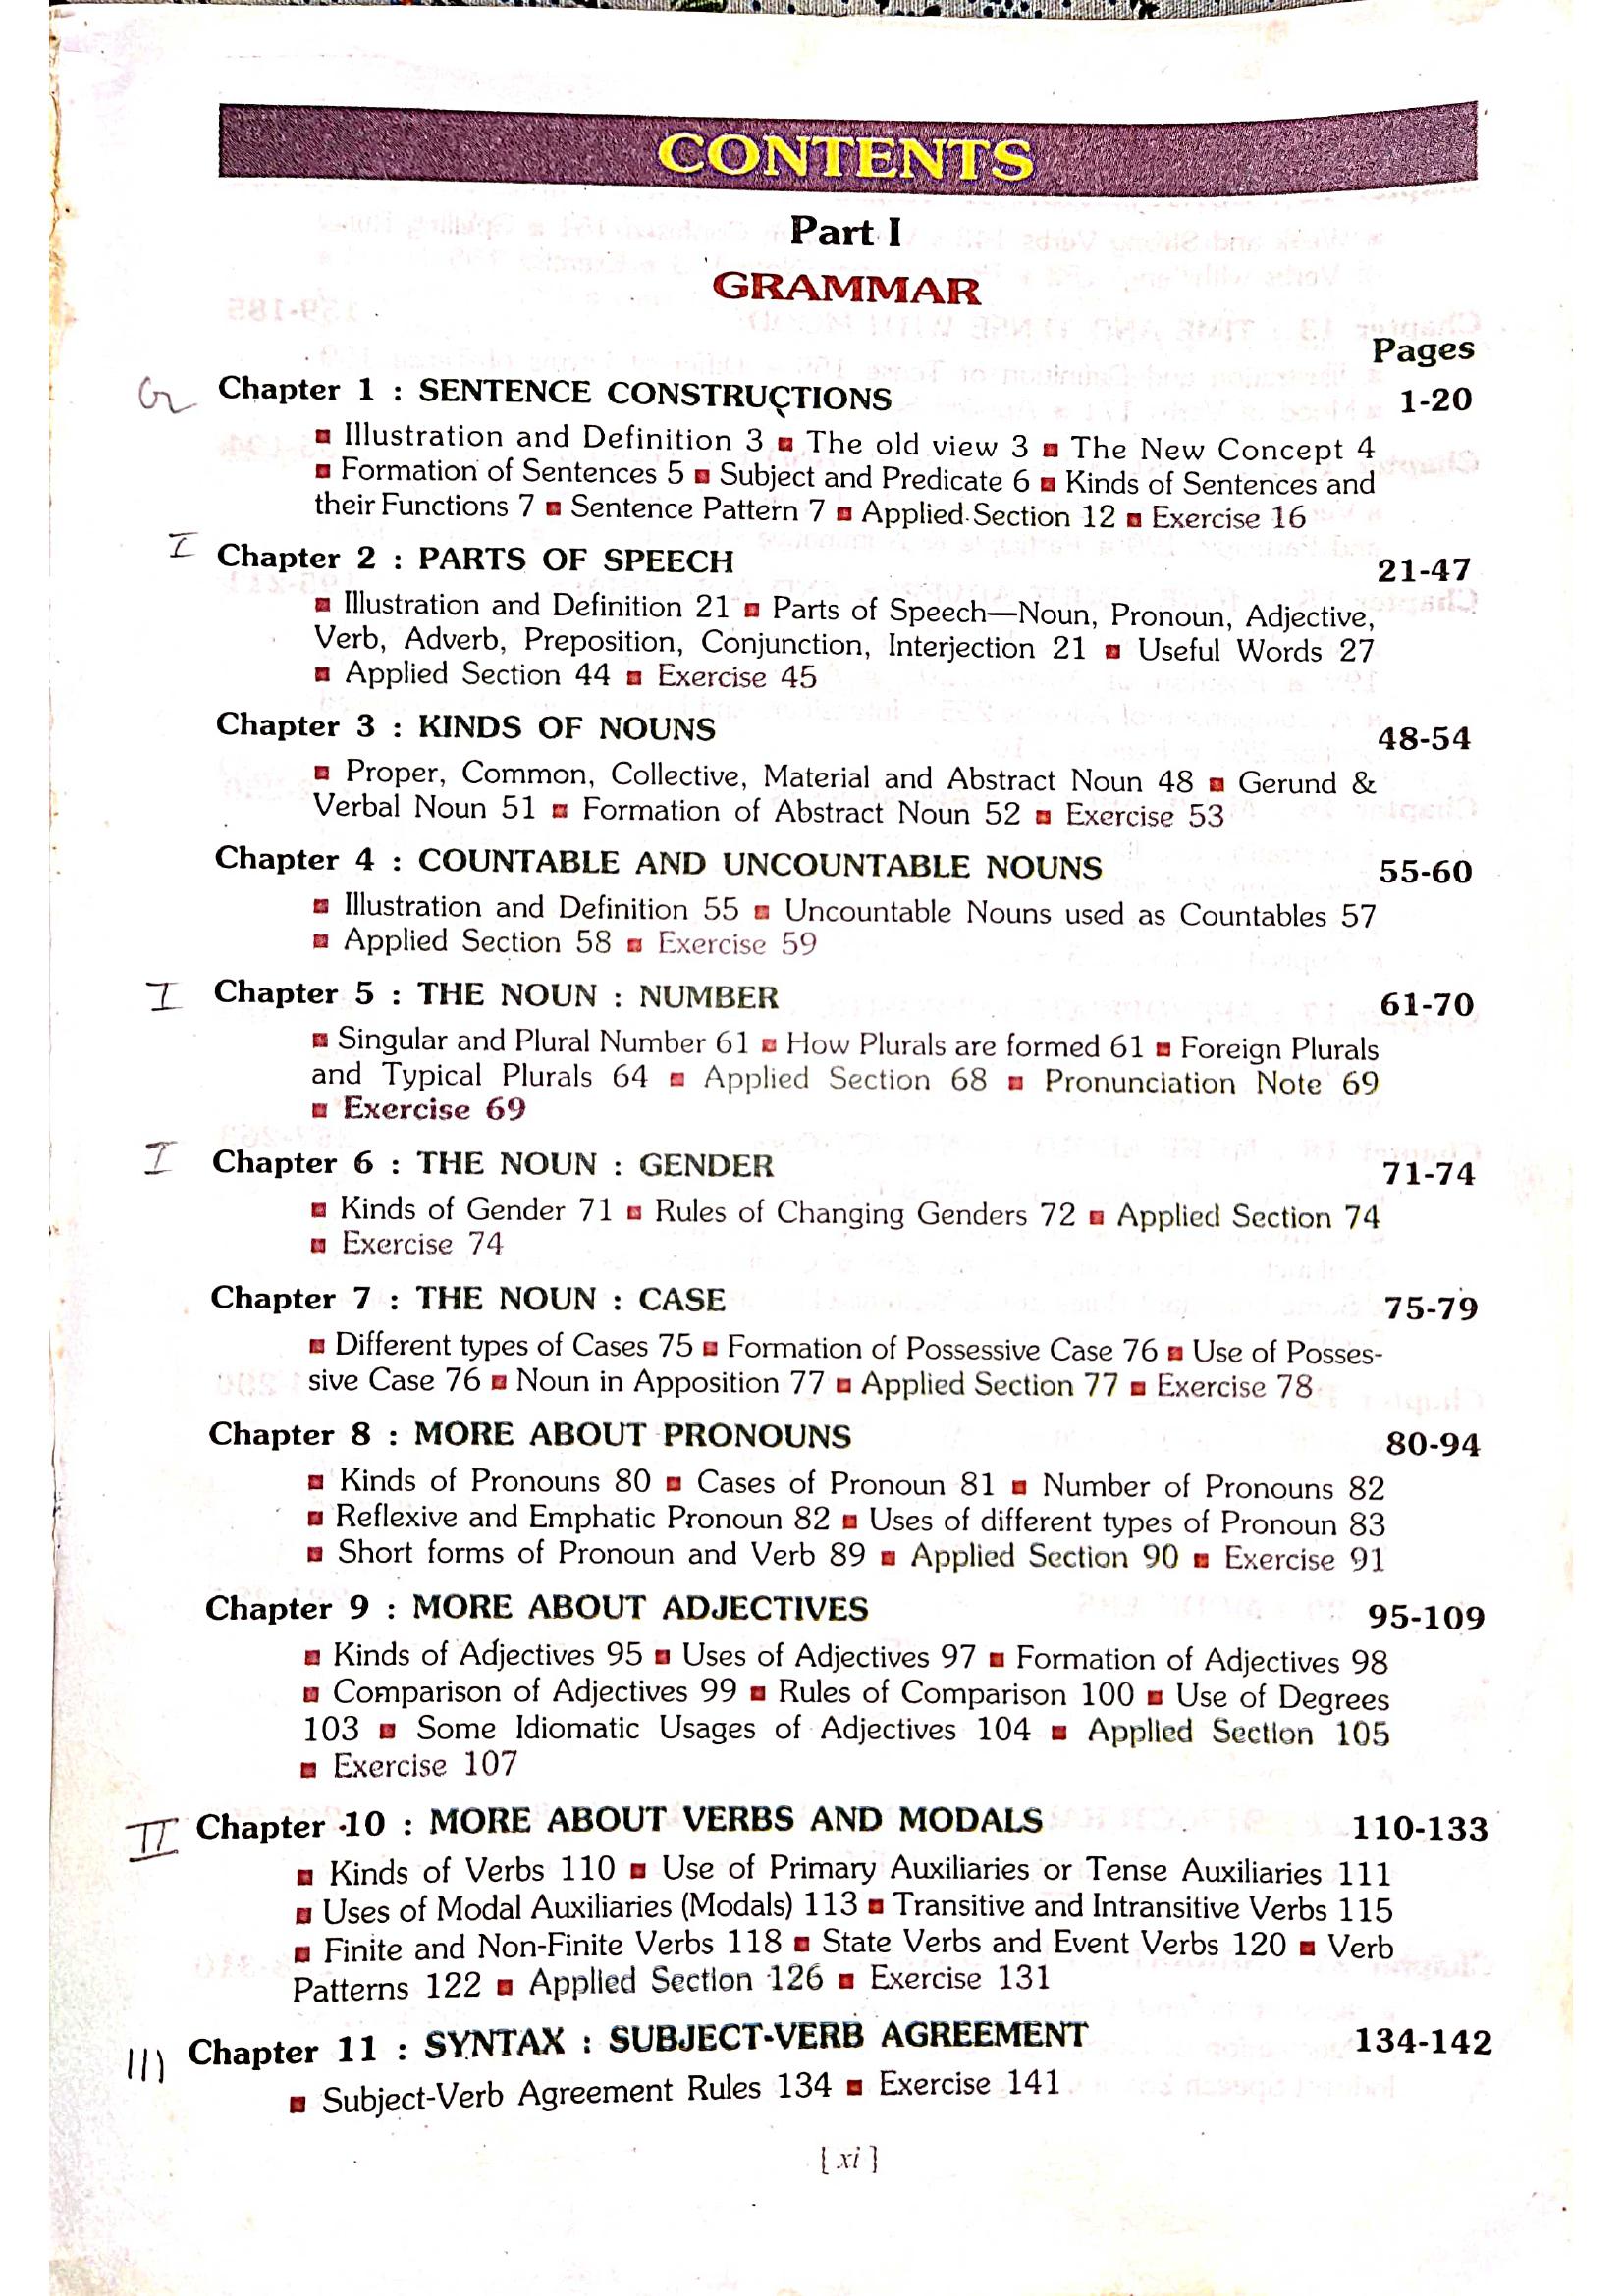 CONTENTS
Part I
GRAMMAR
Pages
Chapter 1 : SENTENCE CONSTRUCTIONS 1-20
▪ Illustration and Definition 3 ▪ The old view 3 ▪ The New Concept 4
▪ Formation of Sentences 5 ▪ Subject and Predicate 6 ▪ Kinds of Sentences and
their Functions 7 ▪ Sentence Pattern 7 ▪ Applied Section 12 ▪ Exercise 16
I Chapter 2 : PARTS OF SPEECH 21-47
▪ Illustration and Definition 21 ▪ Parts of Speech—Noun, Pronoun, Adjective,
Verb, Adverb, Preposition, Conjunction, Interjection 21 ▪ Useful Words 27
▪ Applied Section 44 ▪ Exercise 45
Chapter 3 : KINDS OF NOUNS 48-54
▪ Proper, Common, Collective, Material and Abstract Noun 48 ▪ Gerund &
Verbal Noun 51 ▪ Formation of Abstract Noun 52 ▪ Exercise 53
Chapter 4 : COUNTABLE AND UNCOUNTABLE NOUNS 55-60
▪ Illustration and Definition 55 ▪ Uncountable Nouns used as Countables 57
▪ Applied Section 58 ▪ Exercise 59
I Chapter 5 : THE NOUN : NUMBER 61-70
▪ Singular and Plural Number 61 ▪ How Plurals are formed 61 ▪ Foreign Plurals
and Typical Plurals 64 ▪ Applied Section 68 ▪ Pronunciation Note 69
▪ Exercise 69
I Chapter 6 : THE NOUN : GENDER 71-74
▪ Kinds of Gender 71 ▪ Rules of Changing Genders 72 ▪ Applied Section 74
▪ Exercise 74
Chapter 7 : THE NOUN : CASE 75-79
▪ Different types of Cases 75 ▪ Formation of Possessive Case 76 ▪ Use of Posses-
sive Case 76 ▪ Noun in Apposition 77 ▪ Applied Section 77 ▪ Exercise 78
Chapter 8 : MORE ABOUT PRONOUNS 80-94
▪ Kinds of Pronouns 80 ▪ Cases of Pronoun 81 ▪ Number of Pronouns 82
▪ Reflexive and Emphatic Pronoun 82 ▪ Uses of different types of Pronoun 83
▪ Short forms of Pronoun and Verb 89 ▪ Applied Section 90 ▪ Exercise 91
Chapter 9 : MORE ABOUT ADJECTIVES 95-109
▪ Kinds of Adjectives 95 ▪ Uses of Adjectives 97 ▪ Formation of Adjectives 98
▪ Comparison of Adjectives 99 ▪ Rules of Comparison 100 ▪ Use of Degrees
103 ▪ Some Idiomatic Usages of Adjectives 104 ▪ Applied Section 105
▪ Exercise 107
II Chapter 10 : MORE ABOUT VERBS AND MODALS 110-133
▪ Kinds of Verbs 110 ▪ Use of Primary Auxiliaries or Tense Auxiliaries 111
▪ Uses of Modal Auxiliaries (Modals) 113 ▪ Transitive and Intransitive Verbs 115
▪ Finite and Non-Finite Verbs 118 ▪ State Verbs and Event Verbs 120 ▪ Verb
Patterns 122 ▪ Applied Section 126 ▪ Exercise 131
III Chapter 11 : SYNTAX : SUBJECT-VERB AGREEMENT 134-142
▪ Subject-Verb Agreement Rules 134 ▪ Exercise 141
[ xi ]